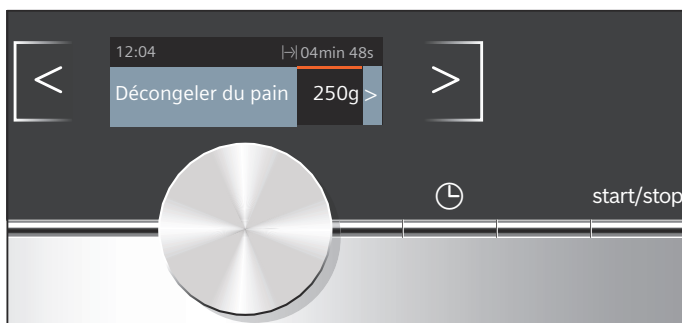 12:04 |→| 04min 48s
< Décongeler du pain 250g > >
start/stop